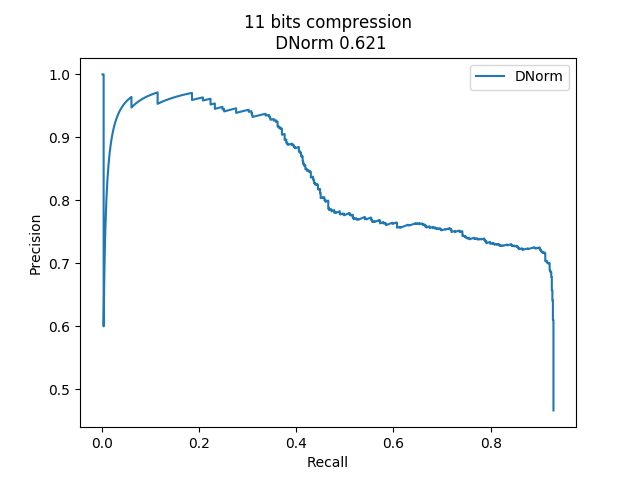 11 bits compression
DNorm 0.621
DNorm
1.0
0.9
0.8
0.7
0.6
0.5
Precision
0.0 0.2 0.4 0.6 0.8
Recall